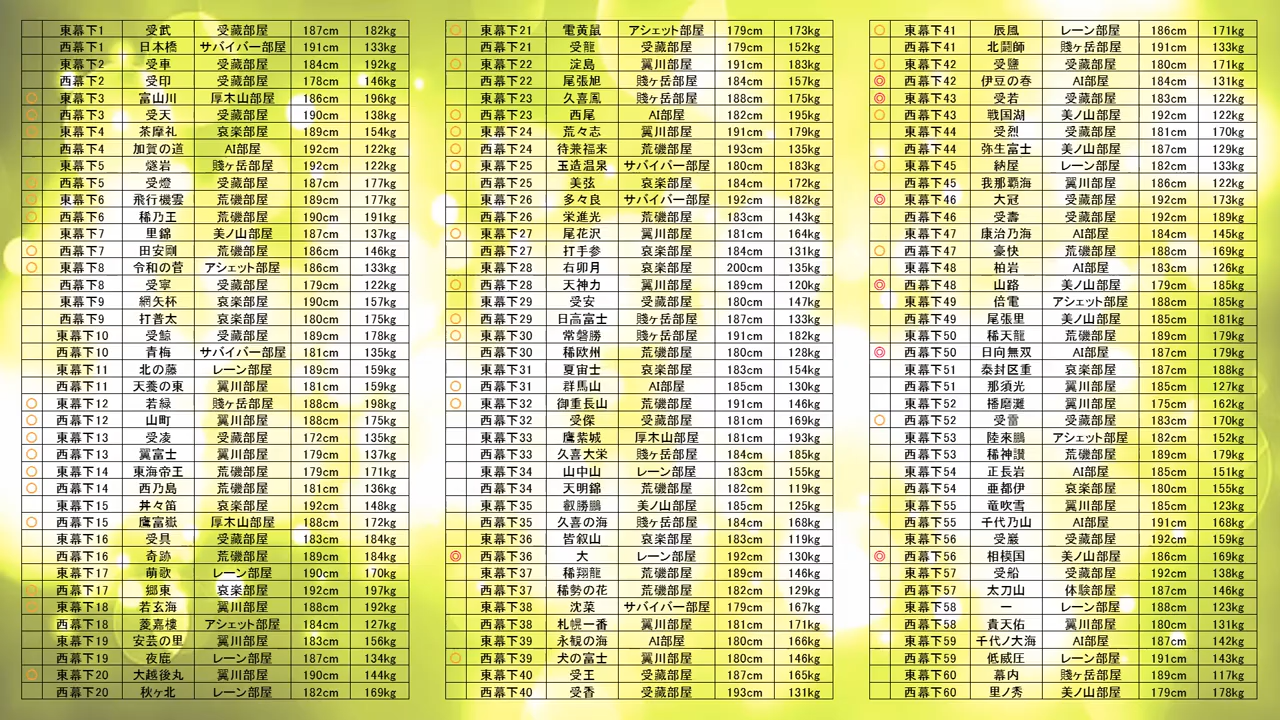 東幕下1 受武 受藏部屋 187cm 182kg
西幕下1 日本橋 サバイバー部屋 191cm 133kg
東幕下2 受車 受藏部屋 184cm 192kg
西幕下2 受印 受藏部屋 178cm 146kg
○ 東幕下3 富山川 厚木山部屋 186cm 196kg
○ 西幕下3 受天 受藏部屋 190cm 138kg
東幕下4 茶摩礼 哀楽部屋 189cm 154kg
西幕下4 加賀の道 AI部屋 192cm 122kg
東幕下5 燧岩 賤ヶ岳部屋 192cm 122kg
○ 西幕下5 受燈 受藏部屋 187cm 177kg
○ 東幕下6 飛行機雲 荒磯部屋 189cm 177kg
○ 西幕下6 稀乃王 荒磯部屋 190cm 191kg
東幕下7 里錦 美ノ山部屋 187cm 137kg
○ 西幕下7 田安剛 荒磯部屋 186cm 146kg
○ 東幕下8 令和の菅 アシェット部屋 186cm 133kg
西幕下8 受寧 受藏部屋 179cm 122kg
東幕下9 網矢杯 哀楽部屋 190cm 157kg
西幕下9 打普太 哀楽部屋 180cm 175kg
東幕下10 受鯨 受藏部屋 189cm 178kg
西幕下10 青梅 サバイバー部屋 181cm 135kg
東幕下11 北の藤 レーン部屋 189cm 159kg
西幕下11 天養の東 翼川部屋 181cm 159kg
○ 東幕下12 若緑 賤ヶ岳部屋 188cm 198kg
○ 西幕下12 山町 翼川部屋 188cm 175kg
○ 東幕下13 受凌 受藏部屋 172cm 135kg
○ 西幕下13 翼富士 翼川部屋 179cm 137kg
○ 東幕下14 東海帝王 荒磯部屋 179cm 171kg
○ 西幕下14 西乃島 荒磯部屋 181cm 136kg
東幕下15 丼々笛 哀楽部屋 192cm 148kg
○ 西幕下15 鷹富嶽 厚木山部屋 188cm 172kg
東幕下16 受具 受藏部屋 183cm 184kg
西幕下16 奇跡 荒磯部屋 189cm 184kg
東幕下17 萌歌 レーン部屋 190cm 170kg
○ 西幕下17 郷東 哀楽部屋 192cm 197kg
○ 東幕下18 若玄海 翼川部屋 188cm 192kg
西幕下18 菱嘉樓 アシェット部屋 184cm 127kg
東幕下19 安芸の里 翼川部屋 183cm 156kg
西幕下19 夜鹿 レーン部屋 187cm 134kg
○ 東幕下20 大越後丸 翼川部屋 190cm 144kg
西幕下20 秋ヶ北 レーン部屋 182cm 169kg
○ 東幕下21 電黄鼠 アシェット部屋 179cm 173kg
西幕下21 受龍 受藏部屋 179cm 152kg
○ 東幕下22 淀島 翼川部屋 191cm 183kg
西幕下22 尾張旭 賤ヶ岳部屋 184cm 157kg
東幕下23 久喜鳳 賤ヶ岳部屋 188cm 175kg
○ 西幕下23 西尾 AI部屋 182cm 195kg
○ 東幕下24 荒々志 翼川部屋 191cm 179kg
○ 西幕下24 待兼福来 荒磯部屋 193cm 135kg
○ 東幕下25 玉造温泉 サバイバー部屋 180cm 183kg
西幕下25 美弦 哀楽部屋 184cm 172kg
東幕下26 多々良 サバイバー部屋 192cm 182kg
西幕下26 栄進光 荒磯部屋 183cm 143kg
○ 東幕下27 尾花沢 翼川部屋 181cm 164kg
西幕下27 打手参 哀楽部屋 184cm 131kg
東幕下28 右卯月 哀楽部屋 200cm 135kg
○ 西幕下28 天神力 翼川部屋 189cm 120kg
東幕下29 受安 受藏部屋 180cm 147kg
○ 西幕下29 日高富士 賤ヶ岳部屋 187cm 133kg
○ 東幕下30 常磐勝 賤ヶ岳部屋 191cm 182kg
西幕下30 稀欧州 荒磯部屋 180cm 128kg
東幕下31 夏宙士 哀楽部屋 183cm 154kg
○ 西幕下31 群馬山 AI部屋 185cm 130kg
○ 東幕下32 御重長山 荒磯部屋 191cm 146kg
西幕下32 受傑 受藏部屋 181cm 169kg
東幕下33 鷹紫城 厚木山部屋 181cm 193kg
西幕下33 久喜大栄 賤ヶ岳部屋 184cm 185kg
東幕下34 山中山 レーン部屋 183cm 155kg
西幕下34 天明錦 荒磯部屋 182cm 119kg
東幕下35 叡勝鵬 美ノ山部屋 185cm 125kg
西幕下35 久喜の海 賤ヶ岳部屋 184cm 168kg
東幕下36 皆叡山 哀楽部屋 183cm 119kg
◎ 西幕下36 大 レーン部屋 192cm 130kg
東幕下37 稀翔龍 荒磯部屋 189cm 146kg
西幕下37 稀勢の花 荒磯部屋 182cm 129kg
東幕下38 沈菜 サバイバー部屋 179cm 167kg
西幕下38 札幌一番 翼川部屋 181cm 171kg
東幕下39 永観の海 AI部屋 180cm 166kg
○ 西幕下39 犬の富士 翼川部屋 180cm 146kg
東幕下40 受王 受藏部屋 187cm 165kg
西幕下40 受香 受藏部屋 193cm 131kg
○ 東幕下41 辰風 レーン部屋 186cm 171kg
西幕下41 北闘師 賤ヶ岳部屋 191cm 133kg
○ 東幕下42 受鹽 受藏部屋 180cm 171kg
◎ 西幕下42 伊豆の春 AI部屋 184cm 131kg
◎ 東幕下43 受若 受藏部屋 183cm 122kg
○ 西幕下43 戦国湖 美ノ山部屋 192cm 122kg
東幕下44 受烈 受藏部屋 181cm 170kg
西幕下44 弥生富士 美ノ山部屋 187cm 129kg
○ 東幕下45 納屋 レーン部屋 182cm 133kg
西幕下45 我那覇海 翼川部屋 186cm 122kg
◎ 東幕下46 大冠 受藏部屋 192cm 173kg
西幕下46 受壽 受藏部屋 192cm 189kg
東幕下47 康治乃海 AI部屋 184cm 145kg
○ 西幕下47 豪快 荒磯部屋 188cm 169kg
東幕下48 柏岩 AI部屋 183cm 126kg
◎ 西幕下48 山路 美ノ山部屋 179cm 185kg
東幕下49 倍電 アシェット部屋 188cm 185kg
西幕下49 尾張里 美ノ山部屋 185cm 181kg
東幕下50 稀天龍 荒磯部屋 189cm 179kg
◎ 西幕下50 日向無双 AI部屋 187cm 179kg
東幕下51 秦封区重 哀楽部屋 187cm 188kg
西幕下51 那須光 翼川部屋 185cm 127kg
東幕下52 播磨灘 翼川部屋 175cm 162kg
○ 西幕下52 受雷 受藏部屋 183cm 170kg
東幕下53 陸來鵬 アシェット部屋 182cm 152kg
西幕下53 稀神讃 荒磯部屋 189cm 179kg
東幕下54 正長岩 AI部屋 185cm 151kg
西幕下54 亜都伊 哀楽部屋 180cm 155kg
東幕下55 竜吹雪 荒磯部屋 185cm 123kg
西幕下55 千代乃山 AI部屋 191cm 168kg
東幕下56 受巌 受藏部屋 192cm 159kg
◎ 西幕下56 相模国 美ノ山部屋 186cm 169kg
東幕下57 受船 受藏部屋 192cm 138kg
西幕下57 太刀山 体験部屋 187cm 146kg
東幕下58 一 レーン部屋 188cm 123kg
西幕下58 貴天佑 翼川部屋 180cm 131kg
東幕下59 千代ノ大海 AI部屋 187cm 142kg
西幕下59 低威圧 レーン部屋 191cm 143kg
東幕下60 幕内 賤ヶ岳部屋 189cm 117kg
西幕下60 里ノ秀 美ノ山部屋 179cm 178kg